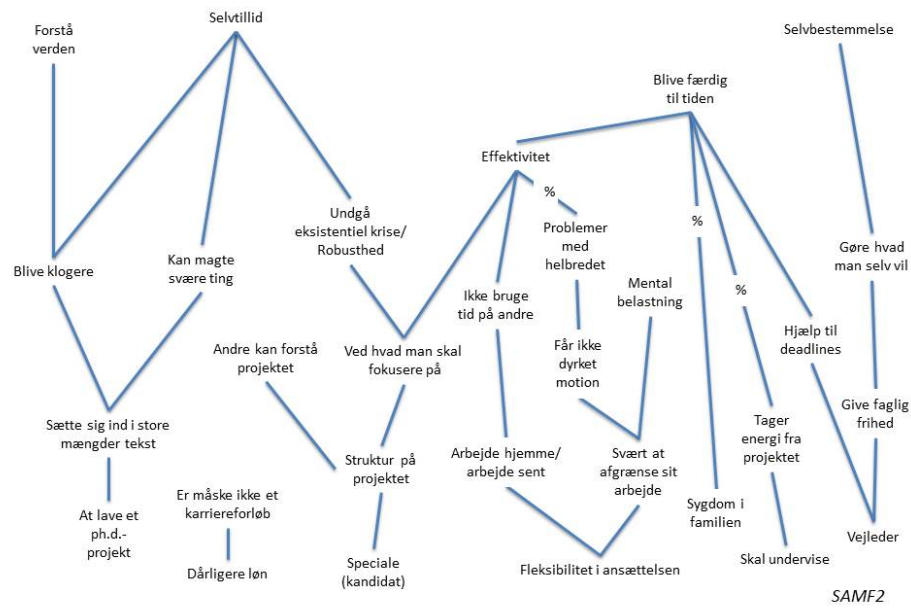 Selvtillid
Forstå
verden
Selvbestemmelse
Blive færdig
til tiden
Effektivitet
%
Undgå
eksistentiel krise/
Robusthed
%
Problemer
med
helbredet
Gøre hvad
man selv vil
Kan magte
svære ting
Blive klogere
Mental
belastning
%
Ikke bruge
tid på andre
Hjælp til
deadlines
Andre kan forstå
projektet
Ved hvad man skal
fokusere på
Får ikke
dyrket
motion
Give faglig
frihed
Sætte sig ind i store
mængder tekst
Tager
energi fra
projektet
Arbejde hjemme/
arbejde sent
Svært at
afgrænse sit
arbejde
Struktur på
projektet
Er måske ikke et
karriereforløb
Sygdom i
familien
At lave et
ph.d.-
projekt
Vejleder
Speciale
(kandidat)
Skal undervise
Dårligere løn
Fleksibilitet i ansættelsen
SAMF2